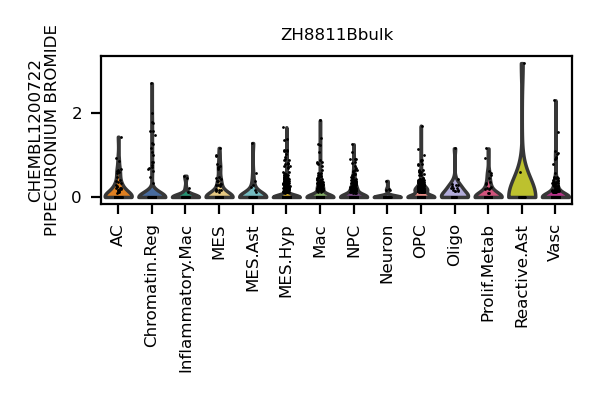 ZH8811Bbulk
CHEMBL1200722
PIPECURONIUM BROMIDE
2
0
AC
Chromatin.Reg
Inflammatory.Mac
MES
MES.Ast
MES.Hyp
Mac
NPC
Neuron
OPC
Oligo
Prolif.Metab
Reactive.Ast
Vasc